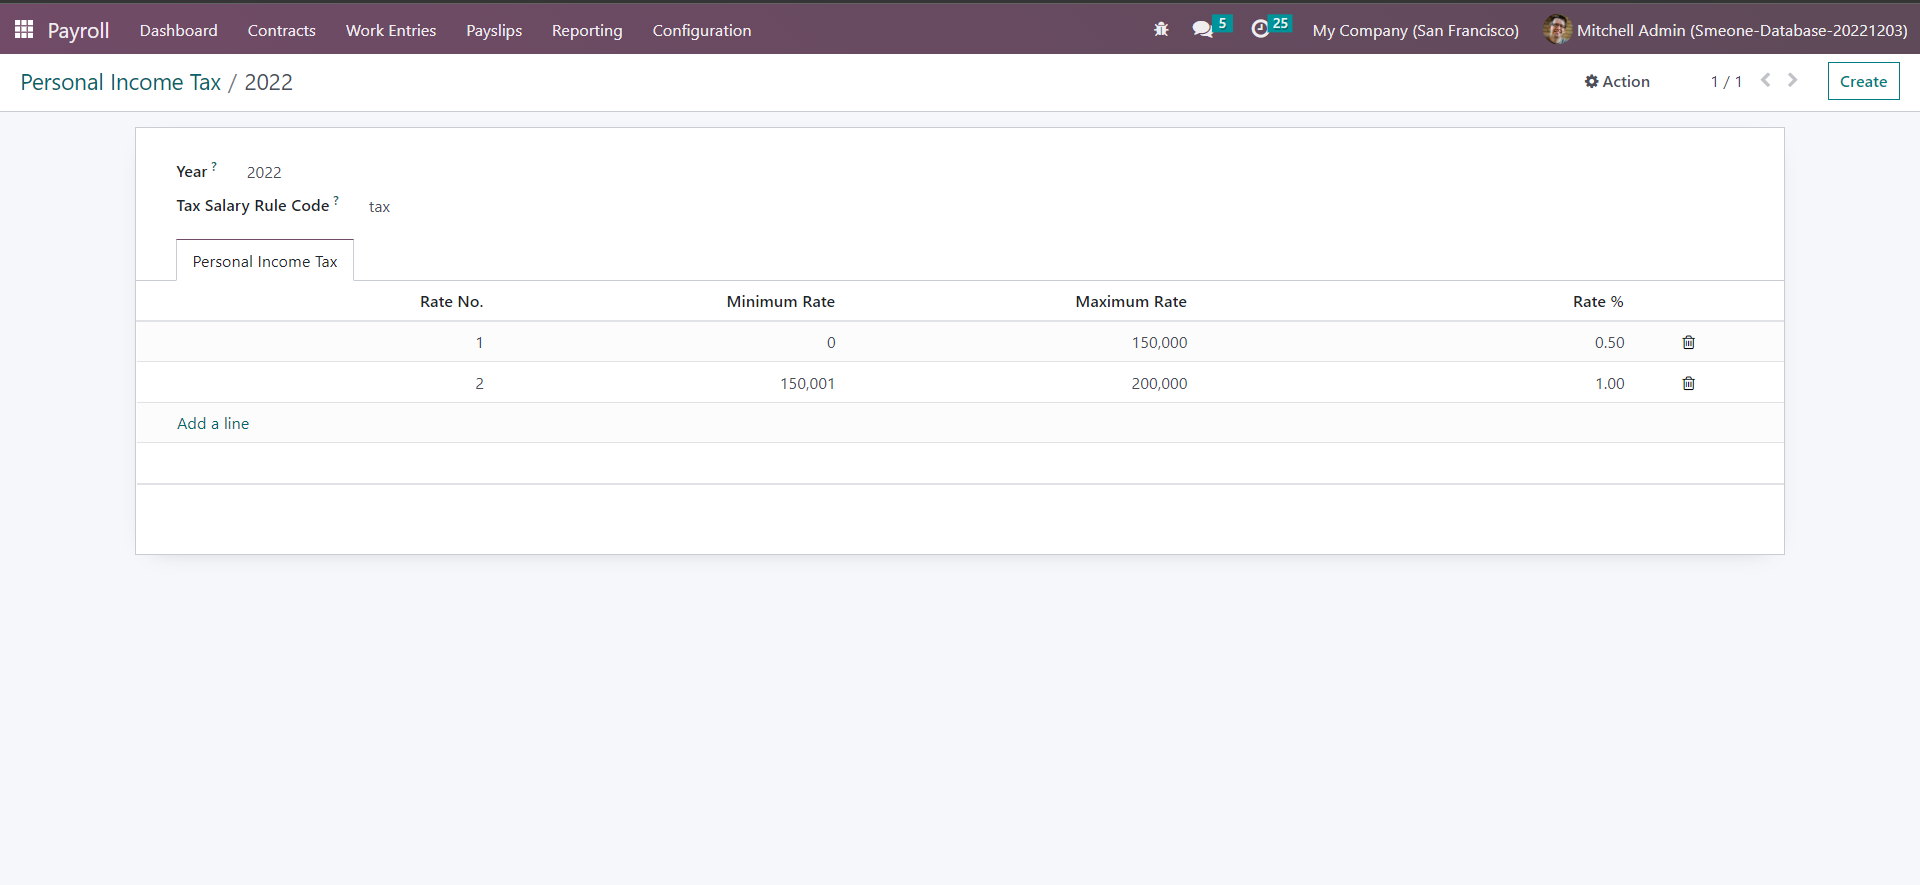 Payroll Dashboard Contracts Work Entries Payslips Reporting Configuration 5 25 My Company (San Francisco) Mitchell Admin (Smeone-Database-20221203)
Personal Income Tax / 2022 Action 1 / 1 Create
Year ? 2022
Tax Salary Rule Code ? tax
Personal Income Tax
Rate No. Minimum Rate Maximum Rate Rate %
1 0 150,000 0.50
2 150,001 200,000 1.00
Add a line